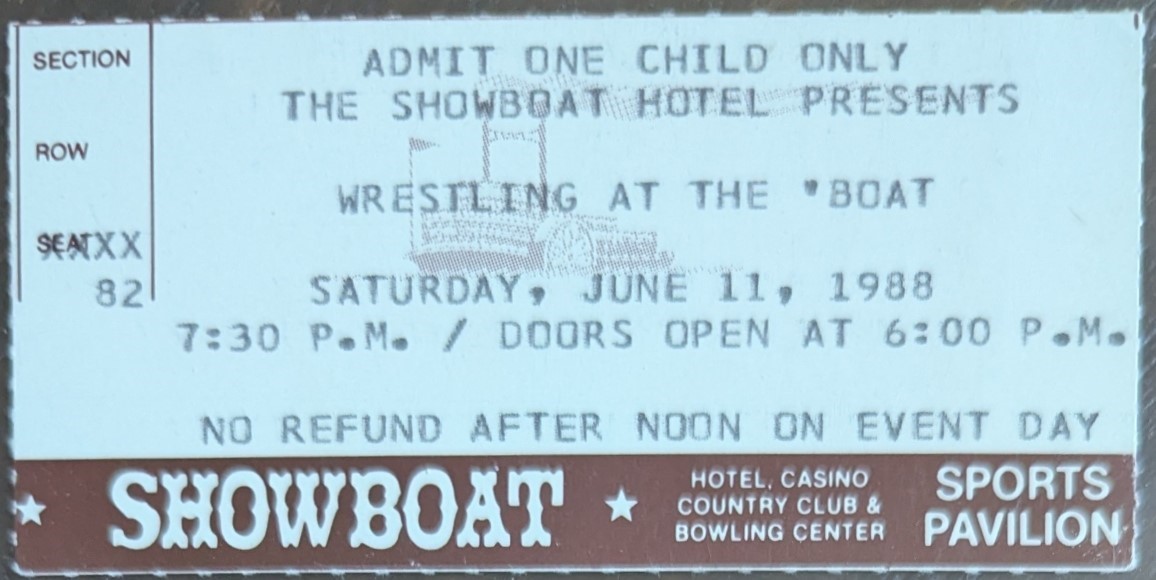 SECTION
ROW
SEATXX
82
ADMIT ONE CHILD ONLY
THE SHOWBOAT HOTEL PRESENTS
WRESTLING AT THE 'BOAT
SATURDAY, JUNE 11, 1988
7:30 P.M. / DOORS OPEN AT 6:00 P.M.
NO REFUND AFTER NOON ON EVENT DAY
SHOWBOAT
HOTEL, CASINO
COUNTRY CLUB &
BOWLING CENTER
SPORTS
PAVILION